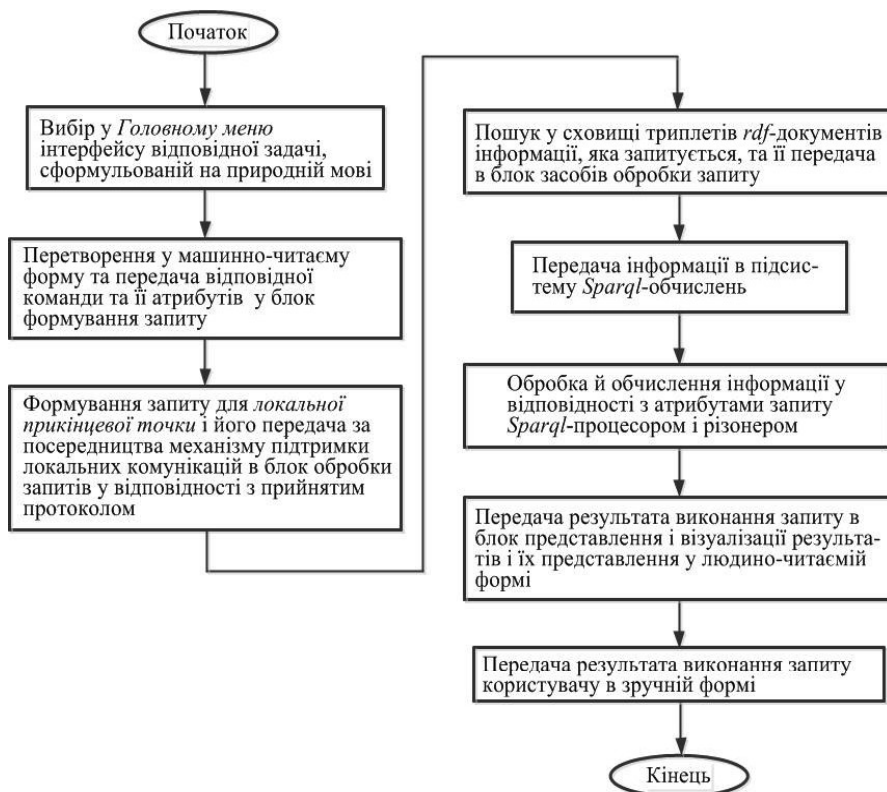 Початок
Вибір у Головному меню
інтерфейсу відповідної задачі,
сформульованій на природній мові
Перетворення у машинно-читаєму
форму та передача відповідної
команди та її атрибутів у блок
формування запиту
Формування запиту для локальної
прикінцевої точки і його передача за
посередництва механізму підтримки
локальних комунікацій в блок обробки
запитів у відповідності з прийнятим
протоколом
Пошук у сховищі триплетів rdf-документів
інформації, яка запитується, та її передача
в блок засобів обробки запиту
Передача інформації в підсис-
тему Sparql-обчислень
Обробка й обчислення інформації у
відповідності з атрибутами запиту
Sparql-процесором і різонером
Передача результата виконання запиту в
блок представлення і візуалізації результа-
тів і їх представлення у людино-читаємій
формі
Передача результата виконання запиту
користувачу в зручній формі
Кінець